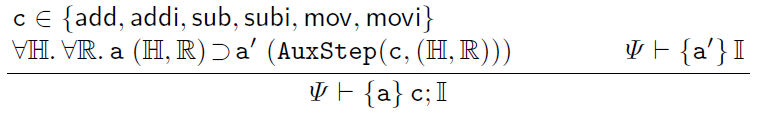 c ∈ {add, addi, sub, subi, mov, movi}
∀ℍ. ∀ℝ. a (ℍ, ℝ) ⊃ a′ (AuxStep(c, (ℍ, ℝ))) Ψ ⊢ {a′} 𝕀
Ψ ⊢ {a} c; 𝕀